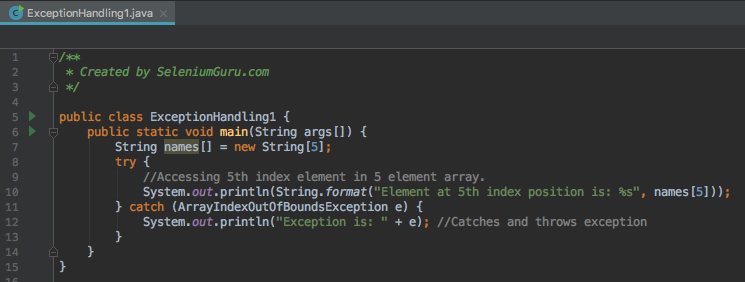 ExceptionHandling1.java
1 /**
2  * Created by SeleniumGuru.com
3  */
4
5 public class ExceptionHandling1 {
6     public static void main(String args[]) {
7         String names[] = new String[5];
8         try {
9             //Accessing 5th index element in 5 element array.
10             System.out.println(String.format("Element at 5th index position is: %s", names[5]));
11         } catch (ArrayIndexOutOfBoundsException e) {
12             System.out.println("Exception is: " + e); //Catches and throws exception
13         }
14     }
15 }
16